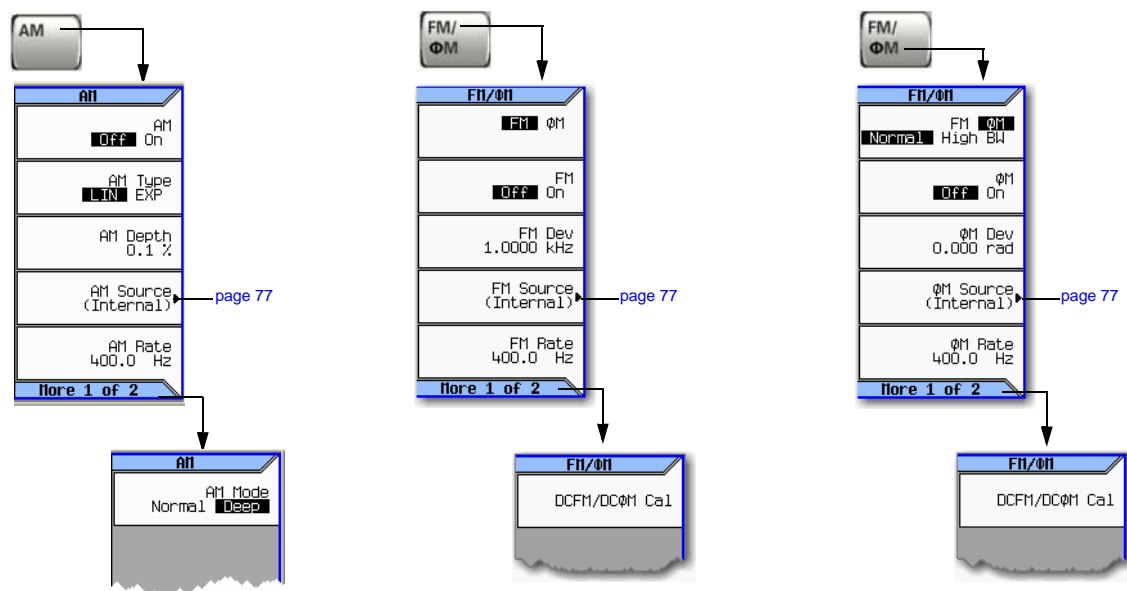 AM
AM
AM
Off On
AM Type
LIN EXP
AM Depth
0.1 %
AM Source
(Internal)
page 77
AM Rate
400.0 Hz
More 1 of 2
AM
AM Mode
Normal Deep
FM/
ΦM
FM/ΦM
FM ΦM
FM
Off On
FM Dev
1.0000 kHz
FM Source
(Internal)
page 77
FM Rate
400.0 Hz
More 1 of 2
FM/ΦM
DCFM/DCΦM Cal
FM/
ΦM
FM/ΦM
FM ΦM
Normal High BW
ΦM
Off On
ΦM Dev
0.000 rad
ΦM Source
(Internal)
page 77
ΦM Rate
400.0 Hz
More 1 of 2
FM/ΦM
DCFM/DCΦM Cal